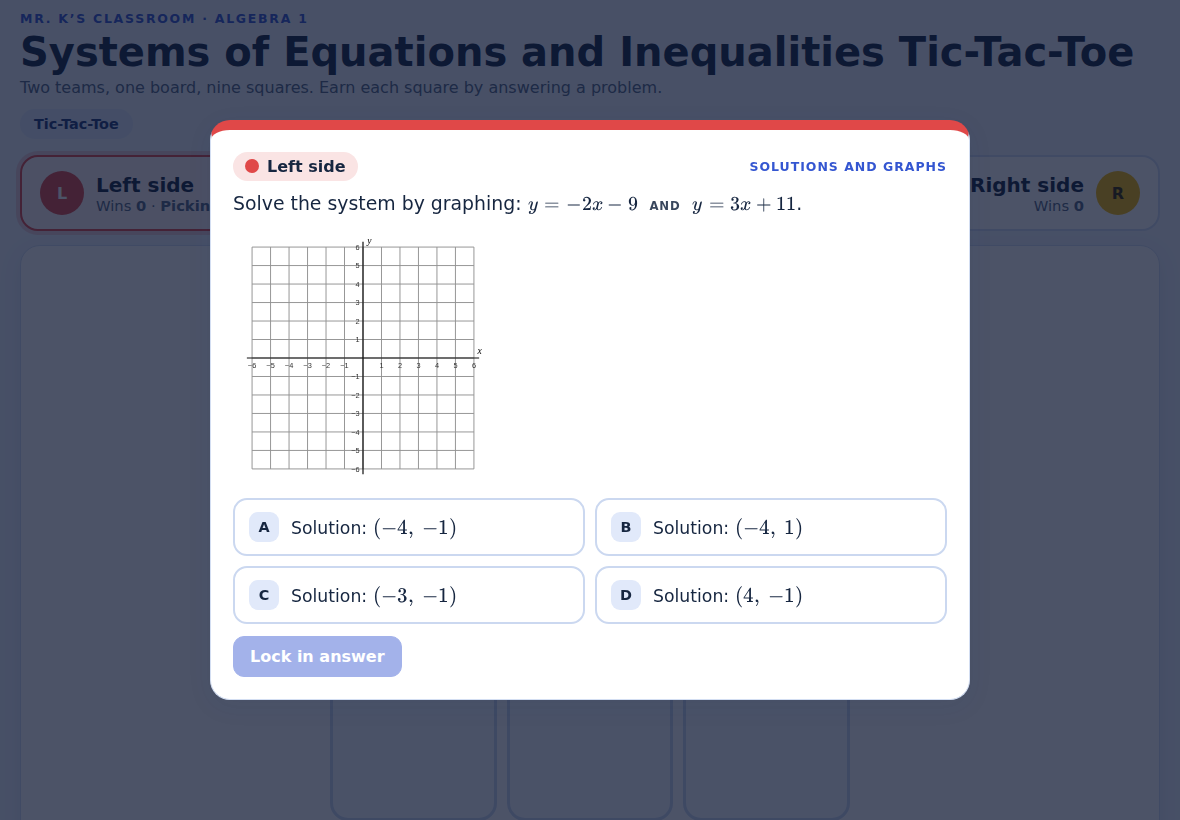 MR. K'S CLASSROOM · ALGEBRA 1
Systems of Equations and Inequalities Tic-Tac-Toe
Two teams, one board, nine squares. Earn each square by answering a problem.
Tic-Tac-Toe
L
Left side
Wins 0 · Pickin
Right side
Wins 0
R
Left side
SOLUTIONS AND GRAPHS
Solve the system by graphing: y = −2x − 9 AND y = 3x + 11.
y
6
5
4
3
2
1
x
−6 −5 −4 −3 −2 −1 1 2 3 4 5 6
−1
−2
−3
−4
−5
−6
A Solution: (−4, −1)
B Solution: (−4, 1)
C Solution: (−3, −1)
D Solution: (4, −1)
Lock in answer